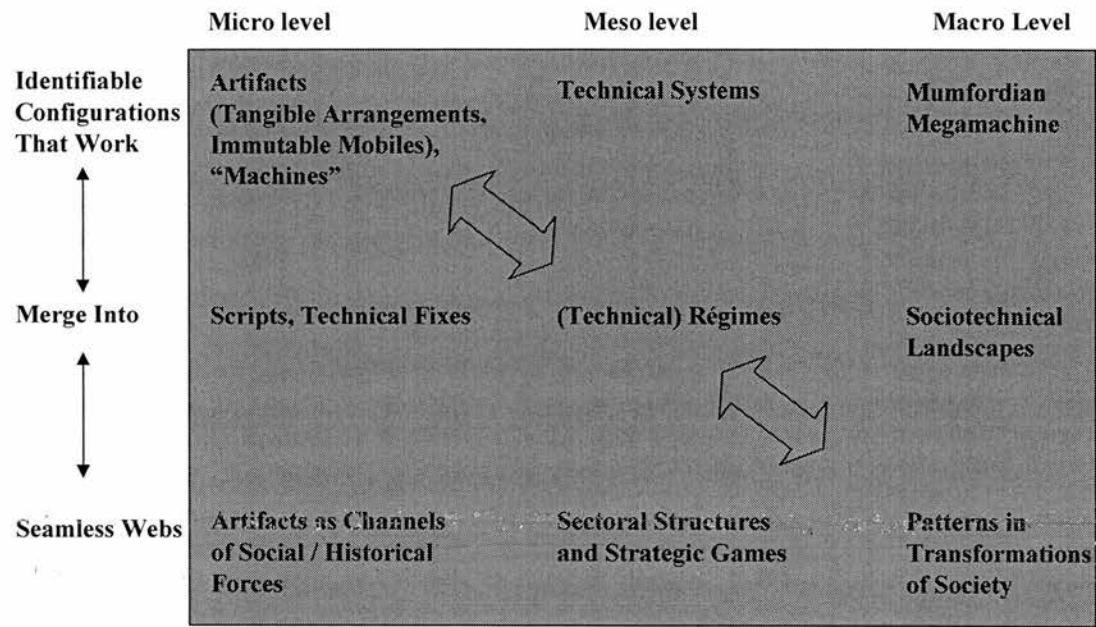 Micro level
Meso level
Macro Level
Identifiable
Configurations
That Work
Artifacts
(Tangible Arrangements,
Immutable Mobiles),
“Machines”
Technical Systems
Mumfordian
Megamachine
Merge Into
Scripts, Technical Fixes
(Technical) Régimes
Sociotechnical
Landscapes
Seamless Webs
Artifacts as Channels
of Social / Historical
Forces
Sectoral Structures
and Strategic Games
Patterns in
Transformations
of Society